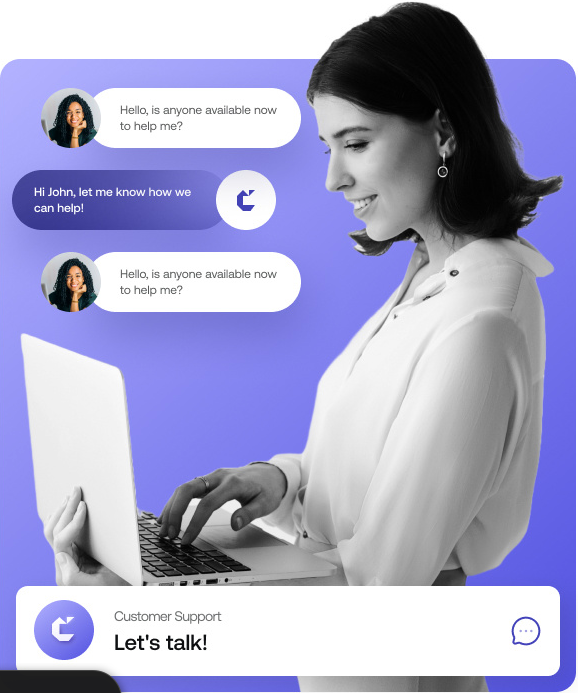 Hello, is anyone available now
to help me?
Hi John, let me know how we
can help!
Hello, is anyone available now
to help me?
Customer Support
Let's talk!